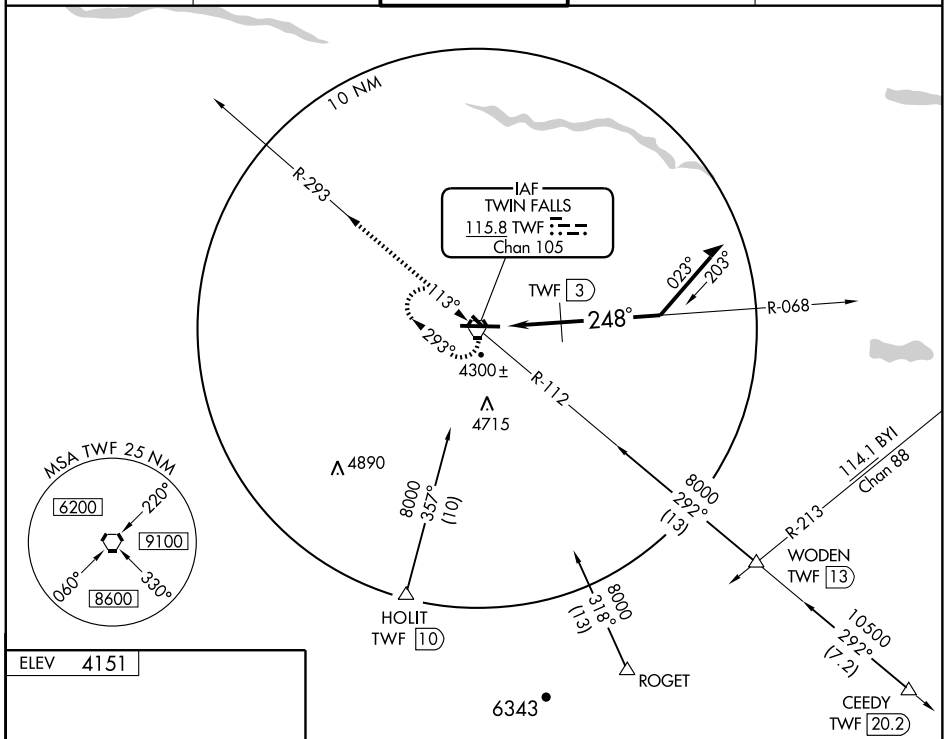 10 NM
R-293
IAF
TWIN FALLS
115.8 TWF
Chan 105
TWF 3
023°
203°
248°
R-068
113°
293°
4300 ±
4715
R-112
4890
8000
357°
(10)
8000
292°
(13)
114.1 BYI
Chan 88
R-213
WODEN
TWF 13
MSA TWF 25 NM
6200
220°
9100
060°
330°
8600
HOLIT
TWF 10
8000
318°
(13)
ROGET
10500
292°
(7.2)
CEEDY
TWF 20.2
ELEV 4151
6343